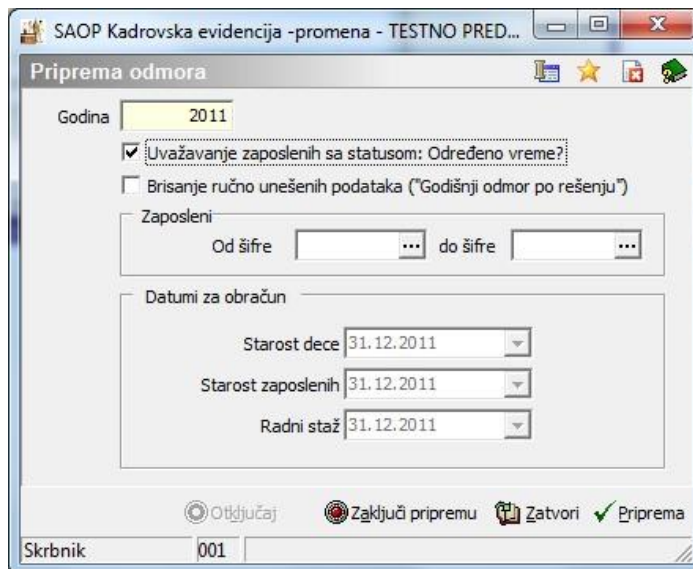 SAOP Kadrovska evidencija -promena - TESTNO PRED...
Priprema odmora
Godina 2011
Uvažavanje zaposlenih sa statusom: Određeno vreme?
Brisanje ručno unešenih podataka ("Godišnji odmor po rešenju")
Zaposleni
Od šifre ... do šifre ...
Datumi za obračun
Starost dece 31.12.2011
Starost zaposlenih 31.12.2011
Radni staž 31.12.2011
Otključaj Zaključi pripremu Zatvori Priprema
Skrbnik 001